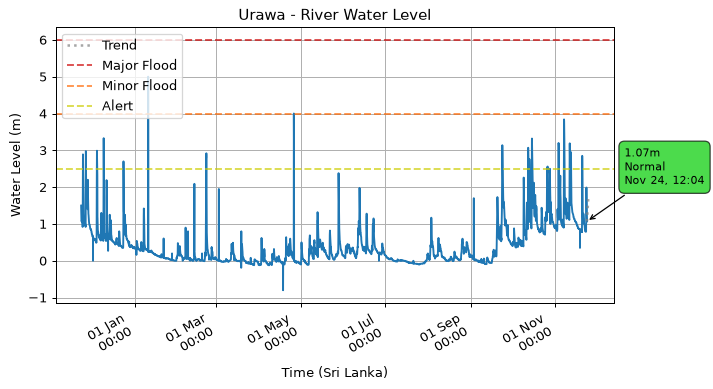 Urawa - River Water Level
Water Level (m)
6
5
4
3
2
1
0
−1
Trend
Major Flood
Minor Flood
Alert
1.07m
Normal
Nov 24, 12:04
01 Jan
00:00
01 Mar
00:00
01 May
00:00
01 Jul
00:00
01 Sep
00:00
01 Nov
00:00
Time (Sri Lanka)